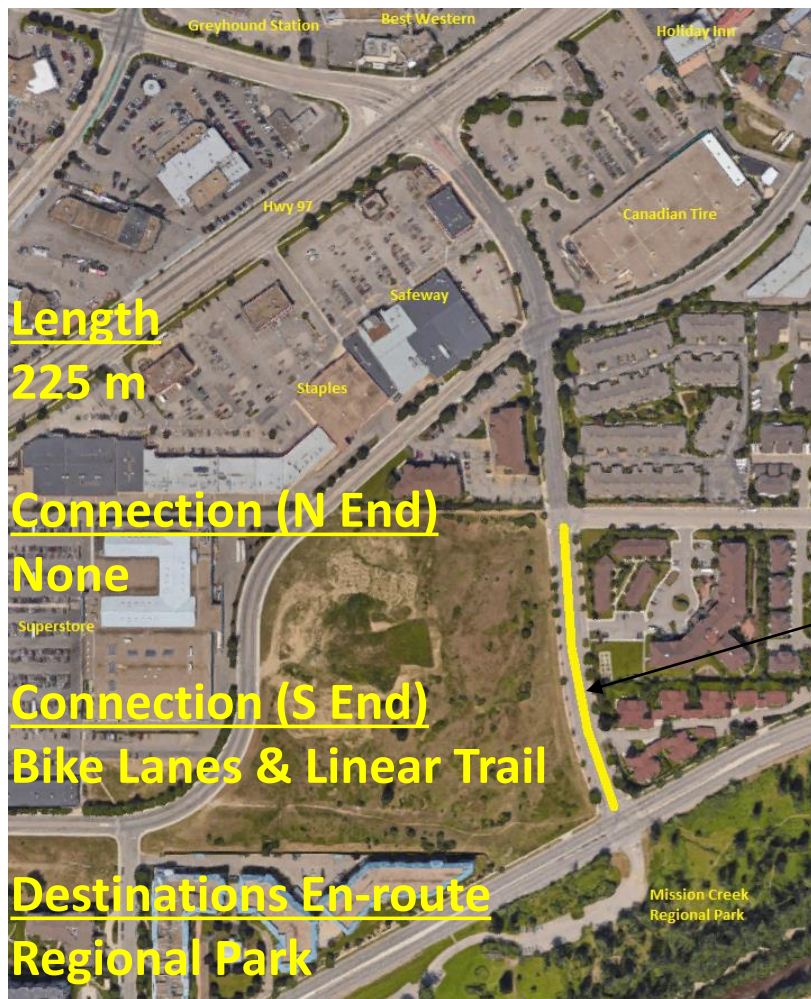 Greyhound Station
Best Western
Holiday Inn
Hwy 97
Canadian Tire
Safeway
Length
225 m
Staples
Connection (N End)
None
Superstore
Connection (S End)
Bike Lanes & Linear Trail
Destinations En-route
Regional Park
Mission Creek
Regional Park